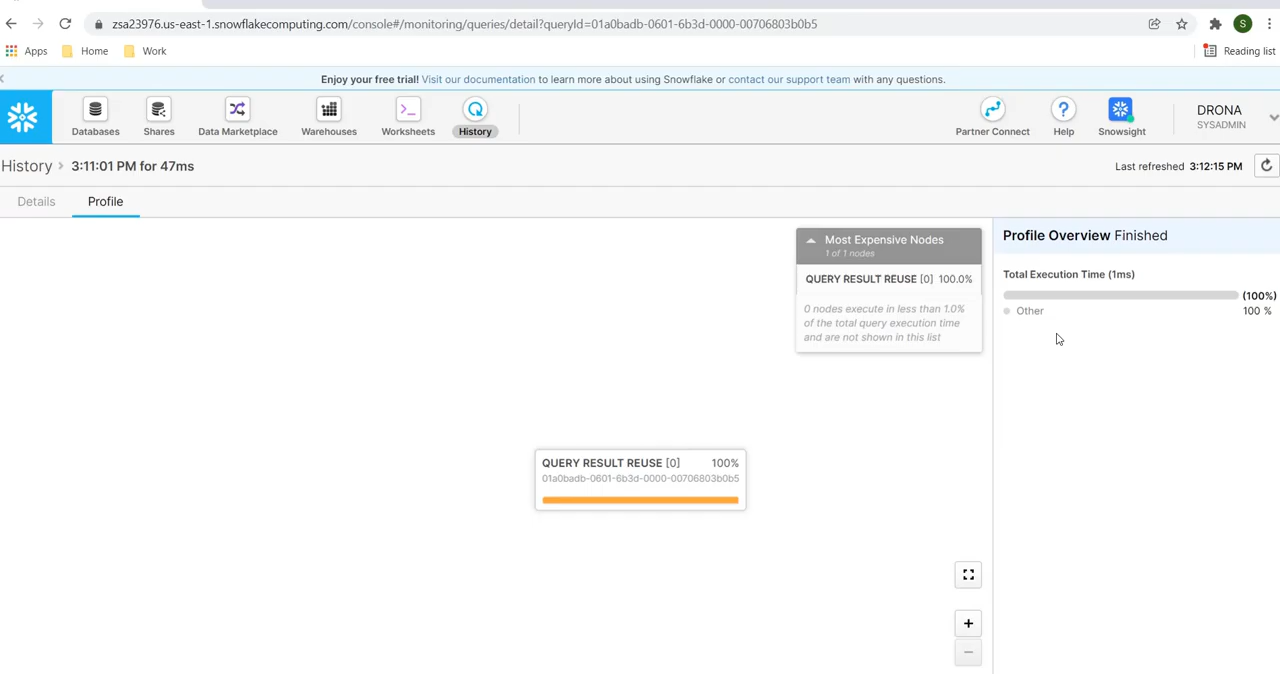 zsa23976.us-east-1.snowflakecomputing.com/console#/monitoring/queries/detail?queryId=01a0badb-0601-6b3d-0000-00706803b0b5
S
Apps Home Work Reading list
Enjoy your free trial! Visit our documentation to learn more about using Snowflake or contact our support team with any questions.
Databases Shares Data Marketplace Warehouses Worksheets History Partner Connect Help Snowsight
DRONA
SYSADMIN
History > 3:11:01 PM for 47ms
Last refreshed 3:12:15 PM
Details Profile
Most Expensive Nodes
1 of 1 nodes
QUERY RESULT REUSE [0] 100.0%
0 nodes execute in less than 1.0%
of the total query execution time
and are not shown in this list
Profile Overview Finished
Total Execution Time (1ms)
(100%)
Other 100 %
QUERY RESULT REUSE [0] 100%
01a0badb-0601-6b3d-0000-00706803b0b5